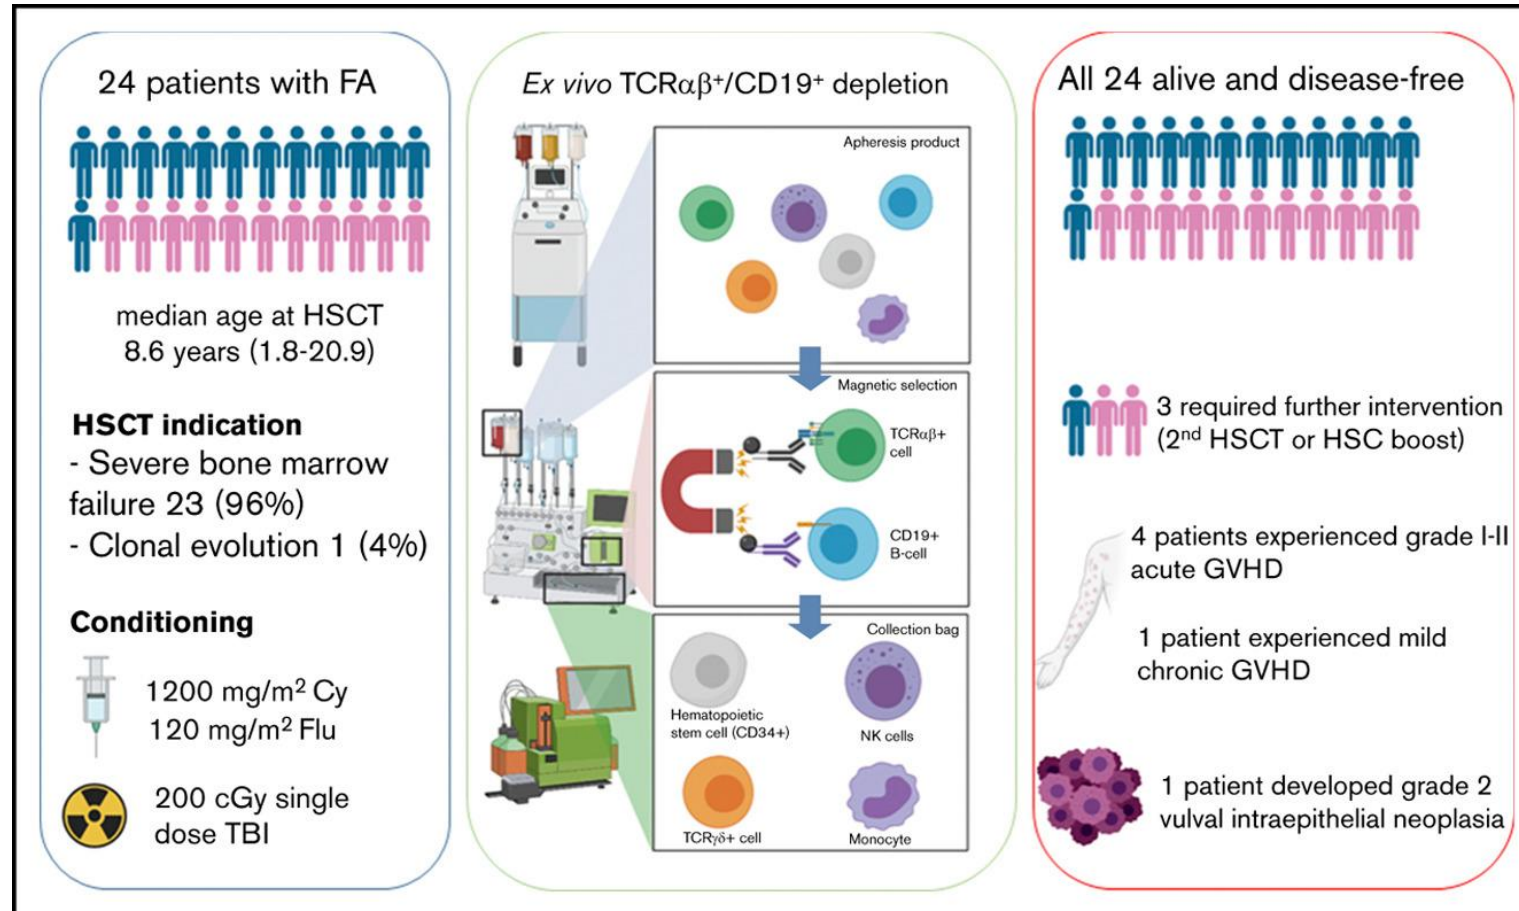 24 patients with FA
median age at HSCT
8.6 years (1.8-20.9)
HSCT indication
- Severe bone marrow
failure 23 (96%)
- Clonal evolution 1 (4%)
Conditioning
1200 mg/m² Cy
120 mg/m² Flu
200 cGy single
dose TBI
Ex vivo TCRαβ⁺/CD19⁺ depletion
Apheresis product
Magnetic selection
TCRαβ+
cell
CD19+
B-cell
Collection bag
Hematopoietic
stem cell (CD34+)
NK cells
TCRγδ+ cell
Monocyte
All 24 alive and disease-free
3 required further intervention
(2ⁿᵈ HSCT or HSC boost)
4 patients experienced grade I-II
acute GVHD
1 patient experienced mild
chronic GVHD
1 patient developed grade 2
vulval intraepithelial neoplasia